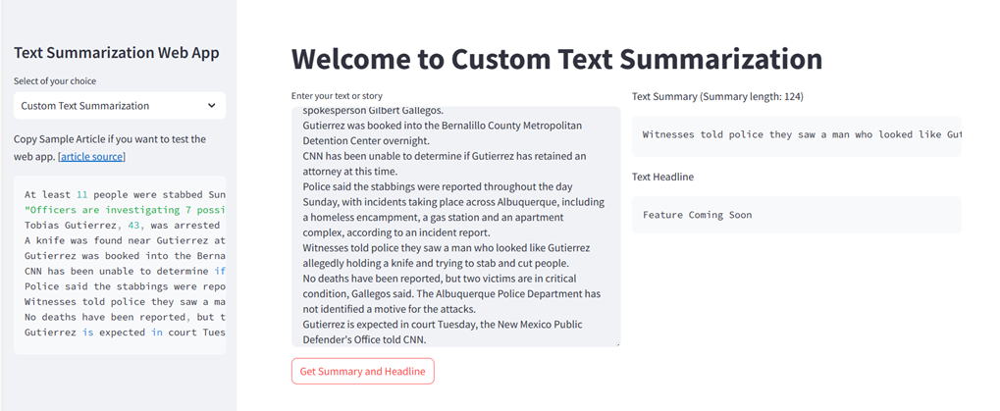 Text Summarization Web App
Select of your choice
Custom Text Summarization
Copy Sample Article if you want to test the
web app. [article source]
At least 11 people were stabbed Sun
"Officers are investigating 7 possi
Tobias Gutierrez, 43, was arrested
A knife was found near Gutierrez at
Gutierrez was booked into the Berna
CNN has been unable to determine if
Police said the stabbings were repo
Witnesses told police they saw a ma
No deaths have been reported, but t
Gutierrez is expected in court Tues
Welcome to Custom Text Summarization
Enter your text or story
spokesperson Gilbert Gallegos.
Gutierrez was booked into the Bernalillo County Metropolitan
Detention Center overnight.
CNN has been unable to determine if Gutierrez has retained an
attorney at this time.
Police said the stabbings were reported throughout the day
Sunday, with incidents taking place across Albuquerque, including
a homeless encampment, a gas station and an apartment
complex, according to an incident report.
Witnesses told police they saw a man who looked like Gutierrez
allegedly holding a knife and trying to stab and cut people.
No deaths have been reported, but two victims are in critical
condition, Gallegos said. The Albuquerque Police Department has
not identified a motive for the attacks.
Gutierrez is expected in court Tuesday, the New Mexico Public
Defender's Office told CNN.
Get Summary and Headline
Text Summary (Summary length: 124)
Witnesses told police they saw a man who looked like Gut
Text Headline
Feature Coming Soon